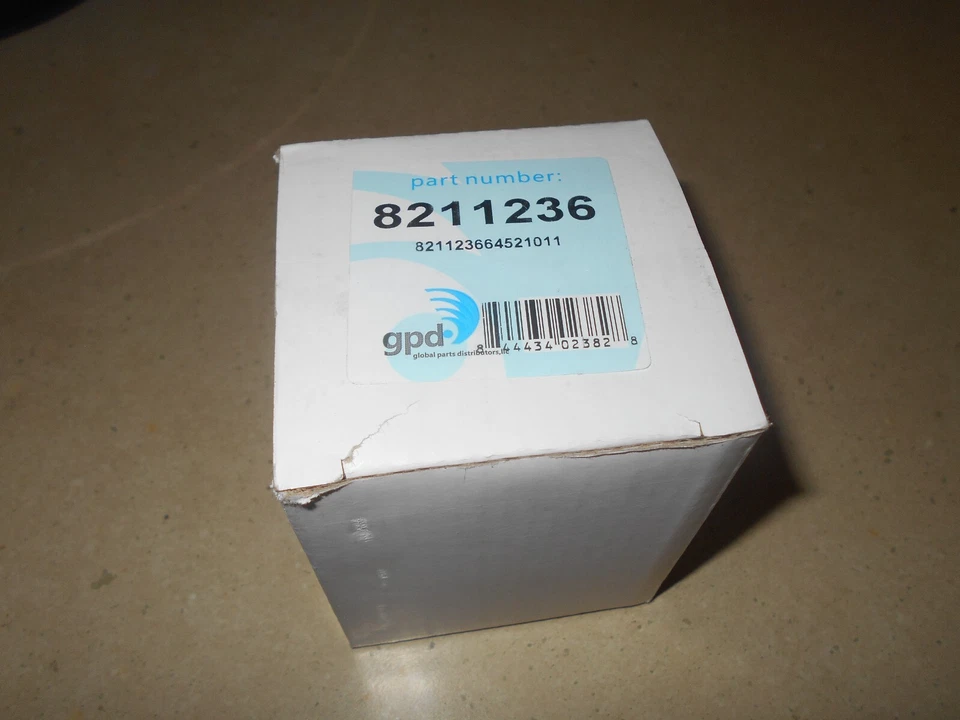 part number:
8211236
821123664521011
gpd
global parts distributors, llc
8 44434 02382 8